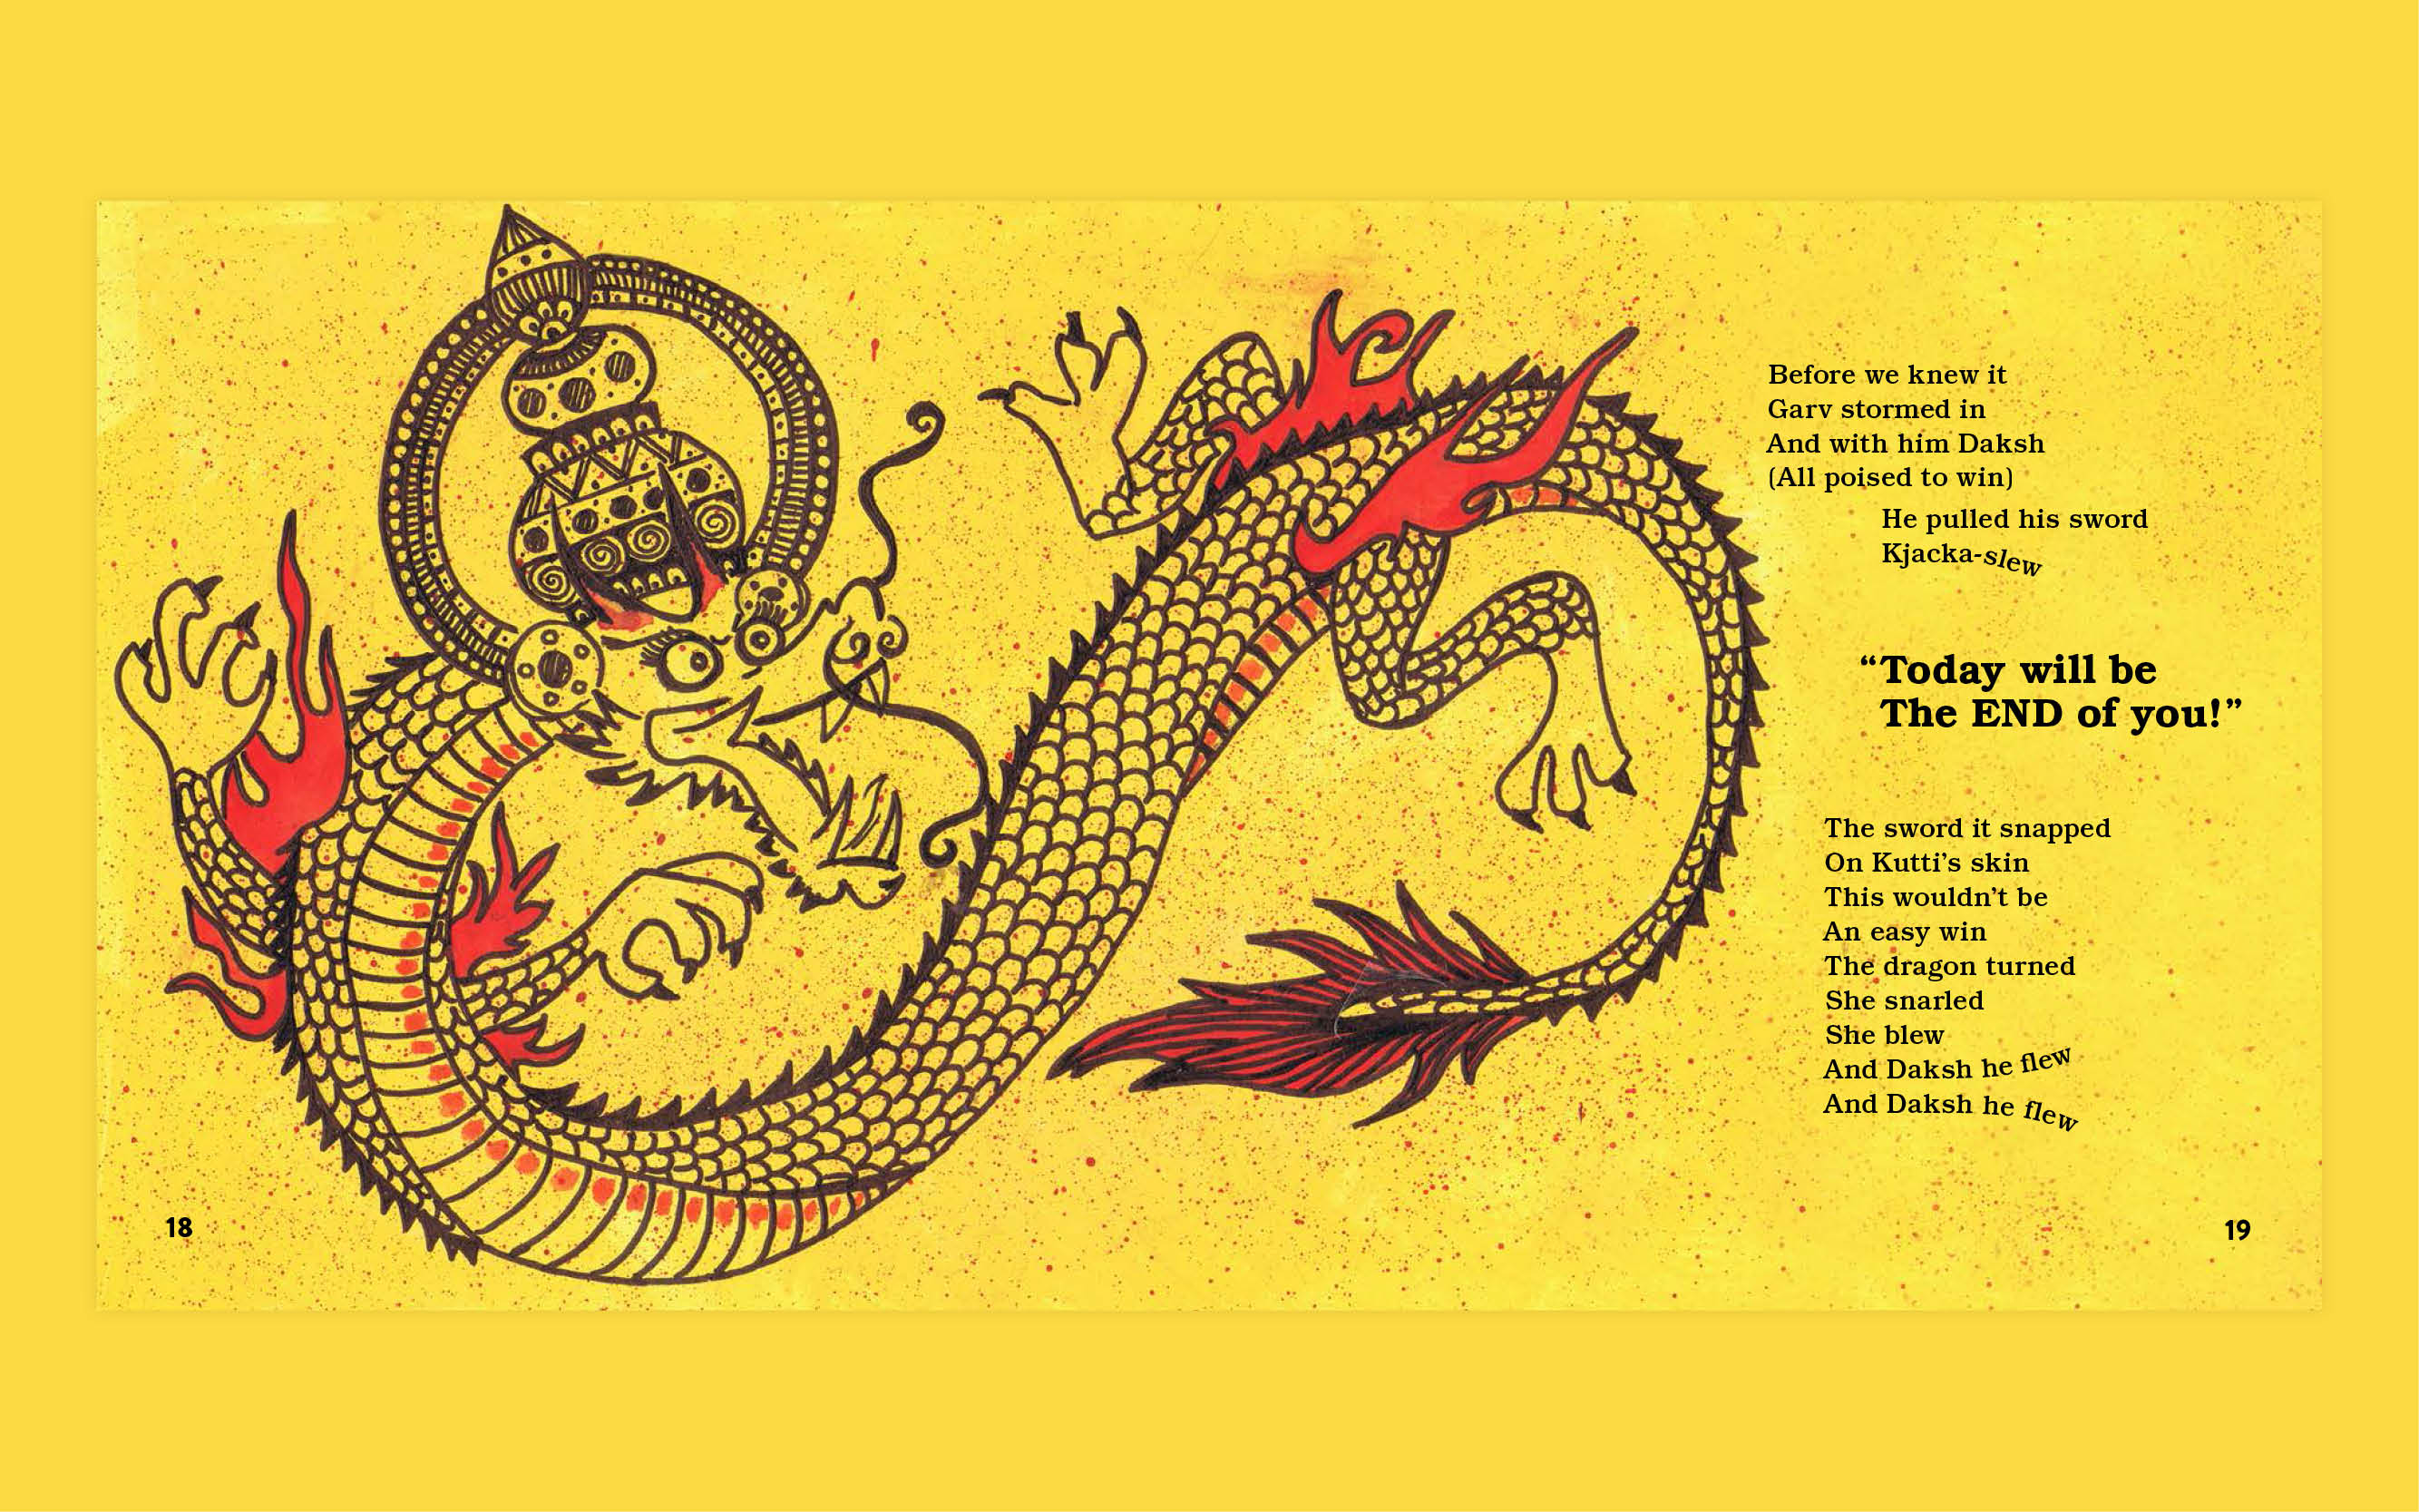 Before we knew it
Garv stormed in
And with him Daksh
(All poised to win)
He pulled his sword
Kjacka-slew
“Today will be
The END of you!”
The sword it snapped
On Kutti’s skin
This wouldn’t be
An easy win
The dragon turned
She snarled
She blew
And Daksh he flew
And Daksh he flew
18
19